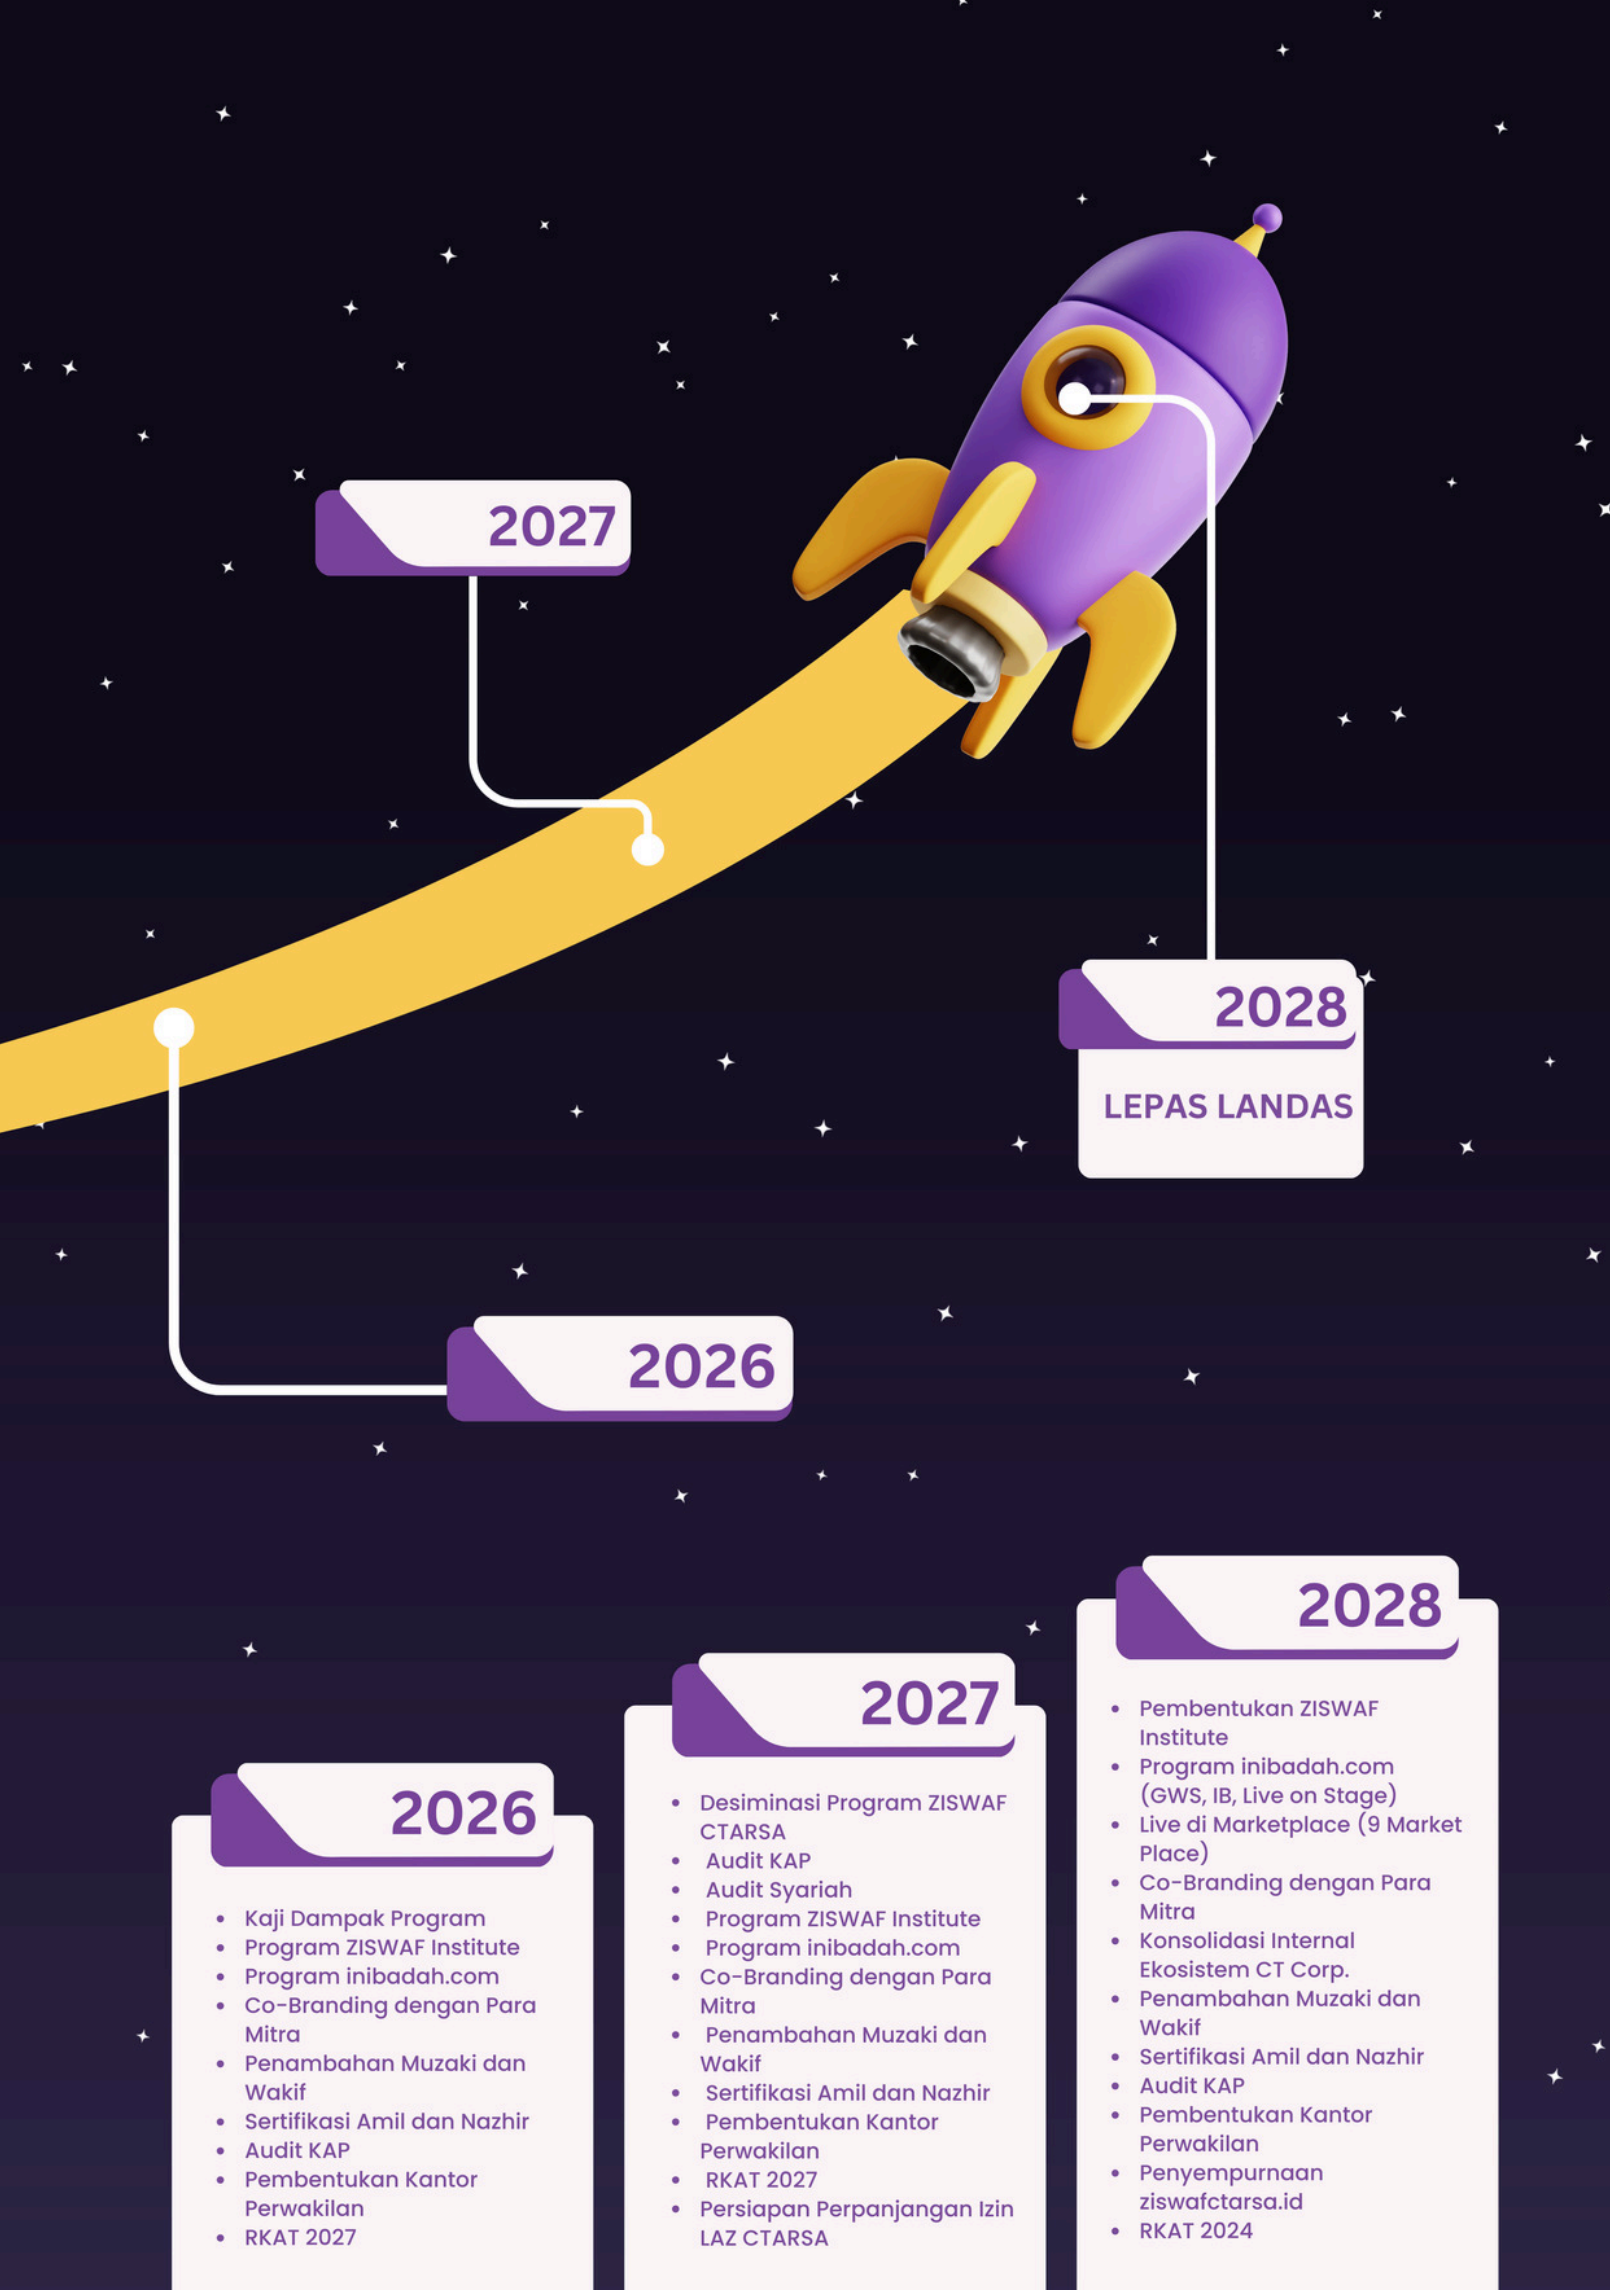 2027
2028
LEPAS LANDAS
2026
2026
• Kaji Dampak Program
• Program ZISWAF Institute
• Program inibadah.com
• Co-Branding dengan Para
Mitra
• Penambahan Muzaki dan
Wakif
• Sertifikasi Amil dan Nazhir
• Audit KAP
• Pembentukan Kantor
Perwakilan
• RKAT 2027
2027
• Desiminasi Program ZISWAF
CTARSA
• Audit KAP
• Audit Syariah
• Program ZISWAF Institute
• Program inibadah.com
• Co-Branding dengan Para
Mitra
• Penambahan Muzaki dan
Wakif
• Sertifikasi Amil dan Nazhir
• Pembentukan Kantor
Perwakilan
• RKAT 2027
• Persiapan Perpanjangan Izin
LAZ CTARSA
2028
• Pembentukan ZISWAF
Institute
• Program inibadah.com
(GWS, IB, Live on Stage)
• Live di Marketplace (9 Market
Place)
• Co-Branding dengan Para
Mitra
• Konsolidasi Internal
Ekosistem CT Corp.
• Penambahan Muzaki dan
Wakif
• Sertifikasi Amil dan Nazhir
• Audit KAP
• Pembentukan Kantor
Perwakilan
• Penyempurnaan
ziswafctarsa.id
• RKAT 2024